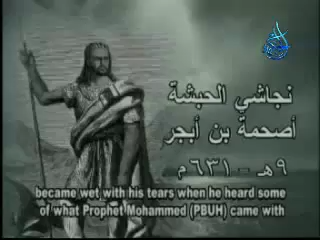 نجاشي الحبشة
أصحمة بن أبجر
٩هـ - ٦٣١م
became wet with his tears when he heard some
of what Prophet Mohammed (PBUH) came with